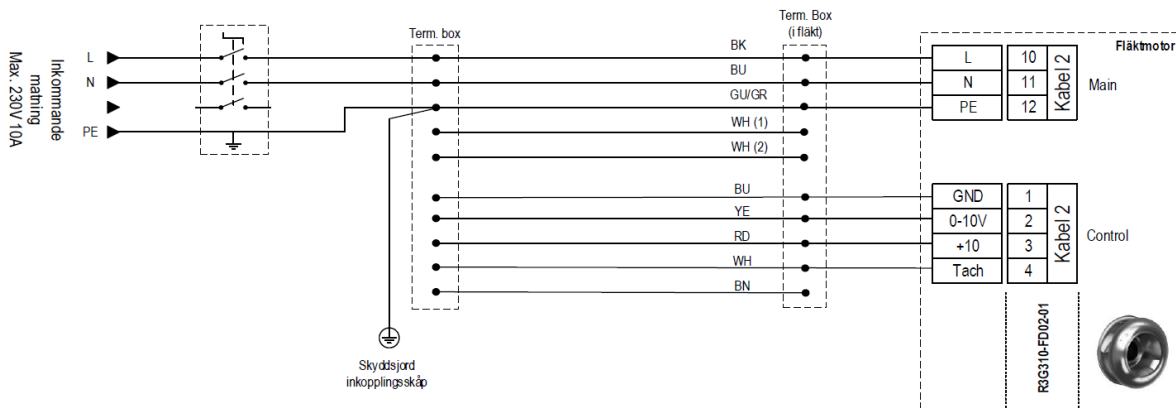 Inkommande
matning
Max. 230V 10A
L
N
PE
Term. box
Term. Box
(i fläkt)
BK
BU
GU/GR
WH (1)
WH (2)
BU
YE
RD
WH
BN
Skyddsjord
inkopplingsskåp
Fläktmotor
L 10
N 11
PE 12
Kabel 2
Main
GND 1
0-10V 2
+10 3
Tach 4
Kabel 2
Control
R3G310-FD02-01